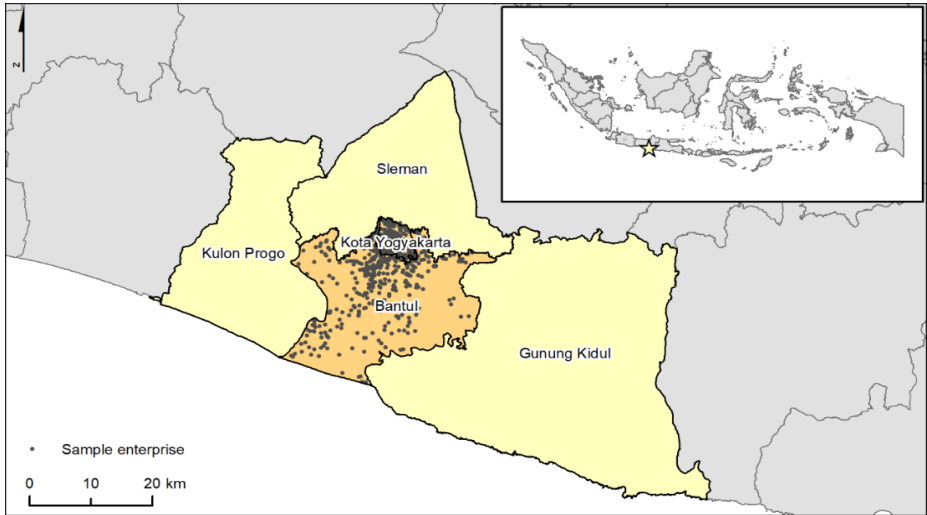 N
Sleman
Kota Yogyakarta
Kulon Progo
Bantul
Gunung Kidul
Sample enterprise
0 10 20 km